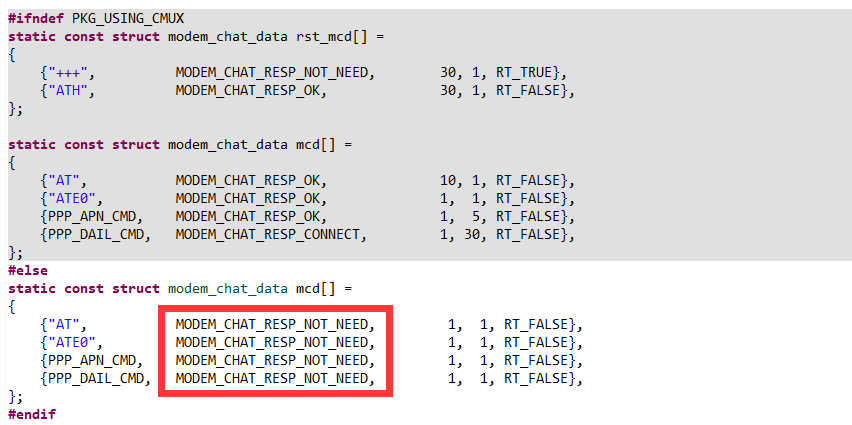 #ifndef PKG_USING_CMUX
static const struct modem_chat_data rst_mcd[] =
{
    {"+++",          MODEM_CHAT_RESP_NOT_NEED,        30, 1, RT_TRUE},
    {"ATH",          MODEM_CHAT_RESP_OK,              30, 1, RT_FALSE},
};

static const struct modem_chat_data mcd[] =
{
    {"AT",           MODEM_CHAT_RESP_OK,              10, 1, RT_FALSE},
    {"ATE0",         MODEM_CHAT_RESP_OK,              1,  1, RT_FALSE},
    {PPP_APN_CMD,    MODEM_CHAT_RESP_OK,              1,  5, RT_FALSE},
    {PPP_DAIL_CMD,   MODEM_CHAT_RESP_CONNECT,         1, 30, RT_FALSE},
};
#else
static const struct modem_chat_data mcd[] =
{
    {"AT",           MODEM_CHAT_RESP_NOT_NEED,         1,  1, RT_FALSE},
    {"ATE0",         MODEM_CHAT_RESP_NOT_NEED,         1,  1, RT_FALSE},
    {PPP_APN_CMD,    MODEM_CHAT_RESP_NOT_NEED,         1,  1, RT_FALSE},
    {PPP_DAIL_CMD,   MODEM_CHAT_RESP_NOT_NEED,         1,  1, RT_FALSE},
};
#endif